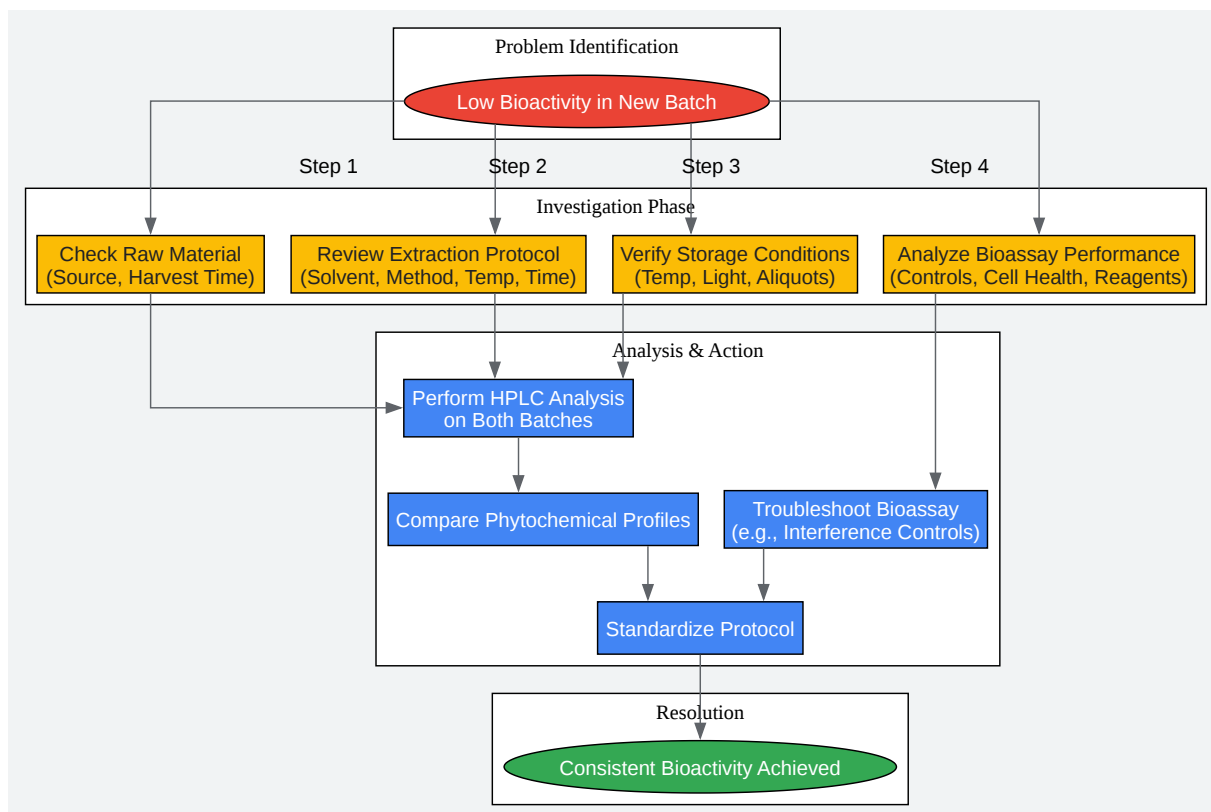 Problem Identification
Low Bioactivity in New Batch
Step 1
Step 2
Step 3
Step 4
Investigation Phase
Check Raw Material
(Source, Harvest Time)
Review Extraction Protocol
(Solvent, Method, Temp, Time)
Verify Storage Conditions
(Temp, Light, Aliquots)
Analyze Bioassay Performance
(Controls, Cell Health, Reagents)
Analysis & Action
Perform HPLC Analysis
on Both Batches
Compare Phytochemical Profiles
Troubleshoot Bioassay
(e.g., Interference Controls)
Standardize Protocol
Resolution
Consistent Bioactivity Achieved